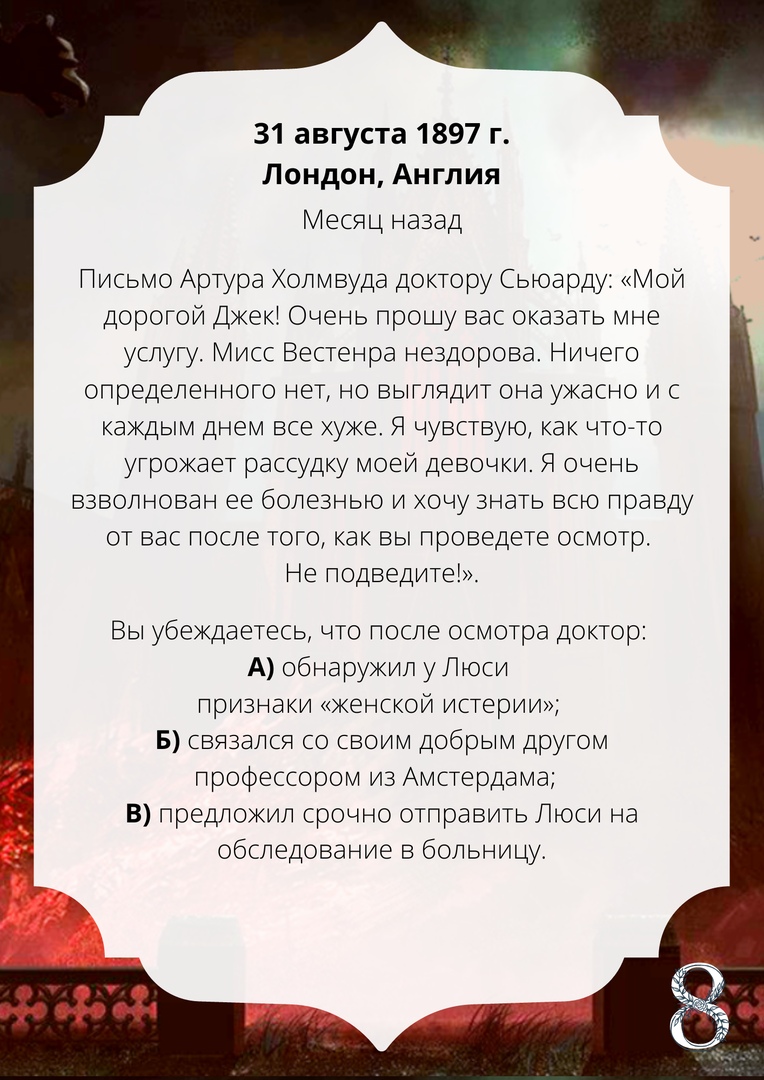 31 августа 1897 г.
Лондон, Англия
Месяц назад
Письмо Артура Холмвуда доктору Сьюарду: «Мой
дорогой Джек! Очень прошу вас оказать мне
услугу. Мисс Вестенра нездорова. Ничего
определенного нет, но выглядит она ужасно и с
каждым днем все хуже. Я чувствую, как что-то
угрожает рассудку моей девочки. Я очень
взволнован ее болезнью и хочу знать всю правду
от вас после того, как вы проведете осмотр.
Не подведите!».
Вы убеждаетесь, что после осмотра доктор:
А) обнаружил у Люси
признаки «женской истерии»;
Б) связался со своим добрым другом
профессором из Амстердама;
В) предложил срочно отправить Люси на
обследование в больницу.
8